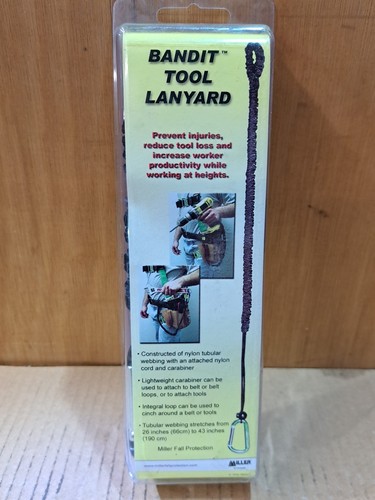 BANDIT™
TOOL
LANYARD
Prevent injuries,
reduce tool loss and
increase worker
productivity while
working at heights.
• Constructed of nylon tubular
webbing with an attached nylon
cord and carabiner
• Lightweight carabiner can be
used to attach to belt or belt
loops, or to attach tools
• Integral loop can be used to
cinch around a belt or tools
• Tubular webbing stretches from
26 inches (66cm) to 43 inches
(190 cm)
Miller Fall Protection
MILLER